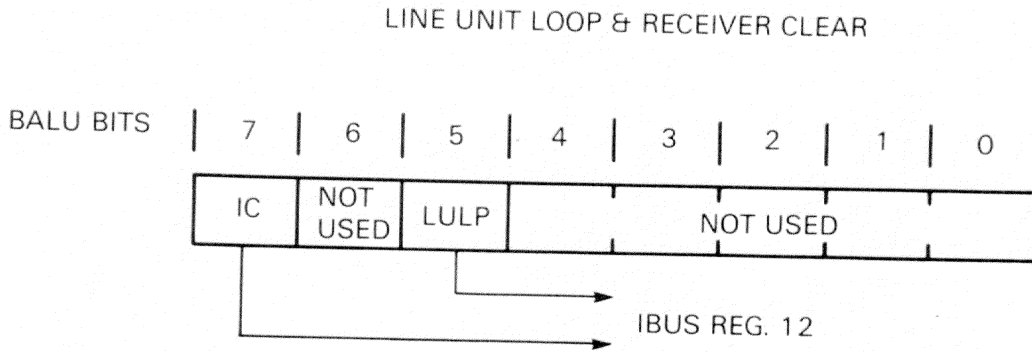 LINE UNIT LOOP & RECEIVER CLEAR
BALU BITS 7 6 5 4 3 2 1 0
IC NOT USED LULP NOT USED
IBUS REG. 12